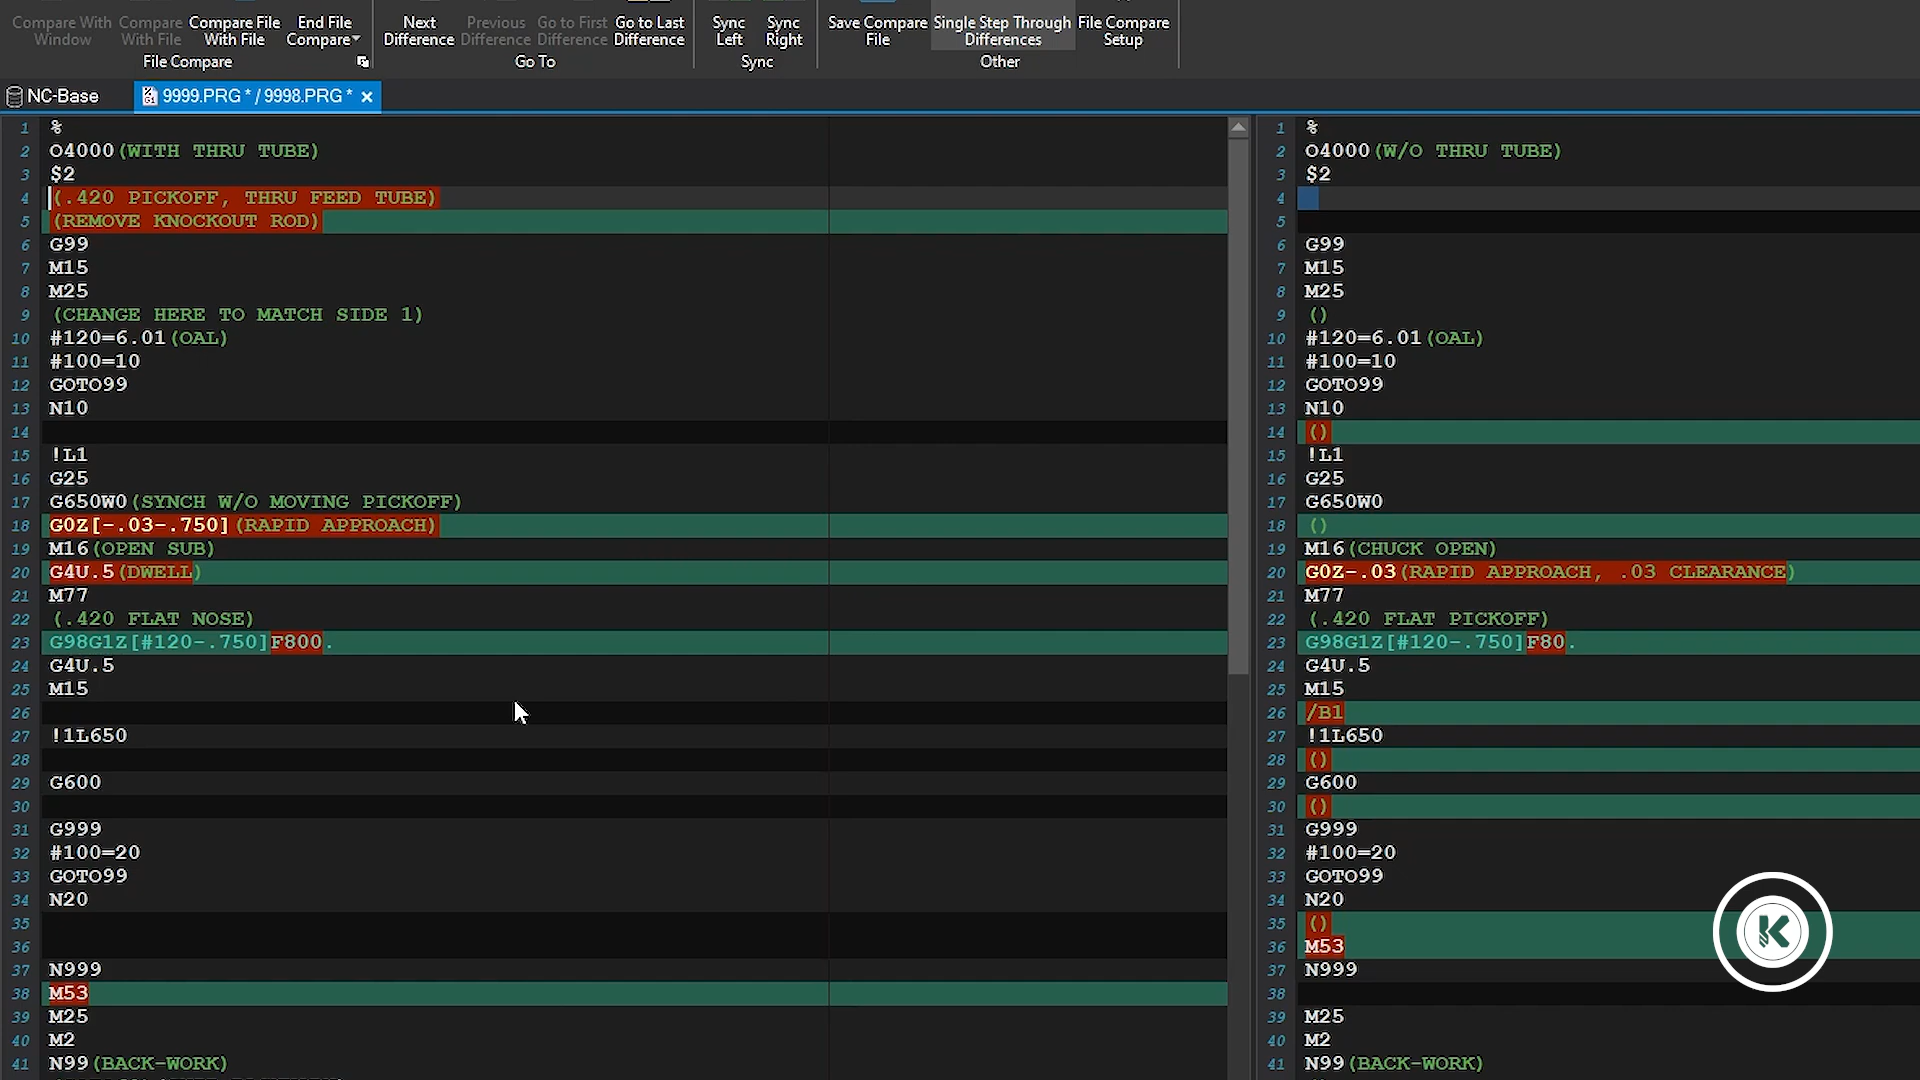 Compare With Window
Compare With File
Compare File With File
End File Compare
File Compare
Next Difference
Previous Difference
Go to First Difference
Go to Last Difference
Go To
Sync Left
Sync Right
Sync
Save Compare File
Single Step Through Differences
File Compare Setup
Other
NC-Base
9999.PRG * / 9998.PRG * ×
1 %
2 O4000(WITH THRU TUBE)
3 $2
4 (.420 PICKOFF, THRU FEED TUBE)
5 (REMOVE KNOCKOUT ROD)
6 G99
7 M15
8 M25
9 (CHANGE HERE TO MATCH SIDE 1)
10 #120=6.01(OAL)
11 #100=10
12 GOTO99
13 N10
14
15 !L1
16 G25
17 G650W0(SYNCH W/O MOVING PICKOFF)
18 G0Z[-.03-.750](RAPID APPROACH)
19 M16(OPEN SUB)
20 G4U.5(DWELL)
21 M77
22 (.420 FLAT NOSE)
23 G98G1Z[#120-.750]F800.
24 G4U.5
25 M15
26
27 !1L650
28
29 G600
30
31 G999
32 #100=20
33 GOTO99
34 N20
35
36
37 N999
38 M53
39 M25
40 M2
41 N99(BACK-WORK)
1 %
2 O4000(W/O THRU TUBE)
3 $2
4
5
6 G99
7 M15
8 M25
9 ()
10 #120=6.01(OAL)
11 #100=10
12 GOTO99
13 N10
14 ()
15 !L1
16 G25
17 G650W0
18 ()
19 M16(CHUCK OPEN)
20 G0Z-.03(RAPID APPROACH, .03 CLEARANCE)
21 M77
22 (.420 FLAT PICKOFF)
23 G98G1Z[#120-.750]F80.
24 G4U.5
25 M15
26 /B1
27 !1L650
28 ()
29 G600
30 ()
31 G999
32 #100=20
33 GOTO99
34 N20
35 ()
36 M53
37 N999
38
39 M25
40 M2
41 N99(BACK-WORK)
K